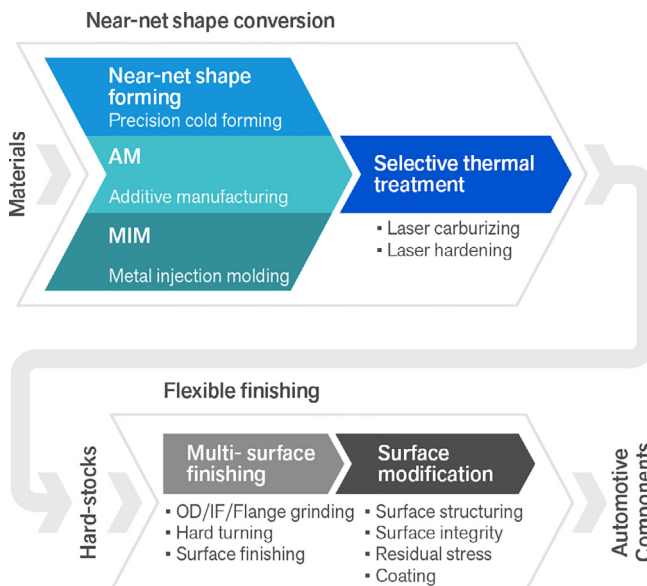 Near-net shape conversion
Materials
Near-net shape
forming
Precision cold forming
AM
Additive manufacturing
MIM
Metal injection molding
Selective thermal
treatment
▪ Laser carburizing
▪ Laser hardening
Flexible finishing
Hard-stocks
Multi- surface
finishing
▪ OD/IF/Flange grinding
▪ Hard turning
▪ Surface finishing
Surface
modification
▪ Surface structuring
▪ Surface integrity
▪ Residual stress
▪ Coating
Automotive
Components